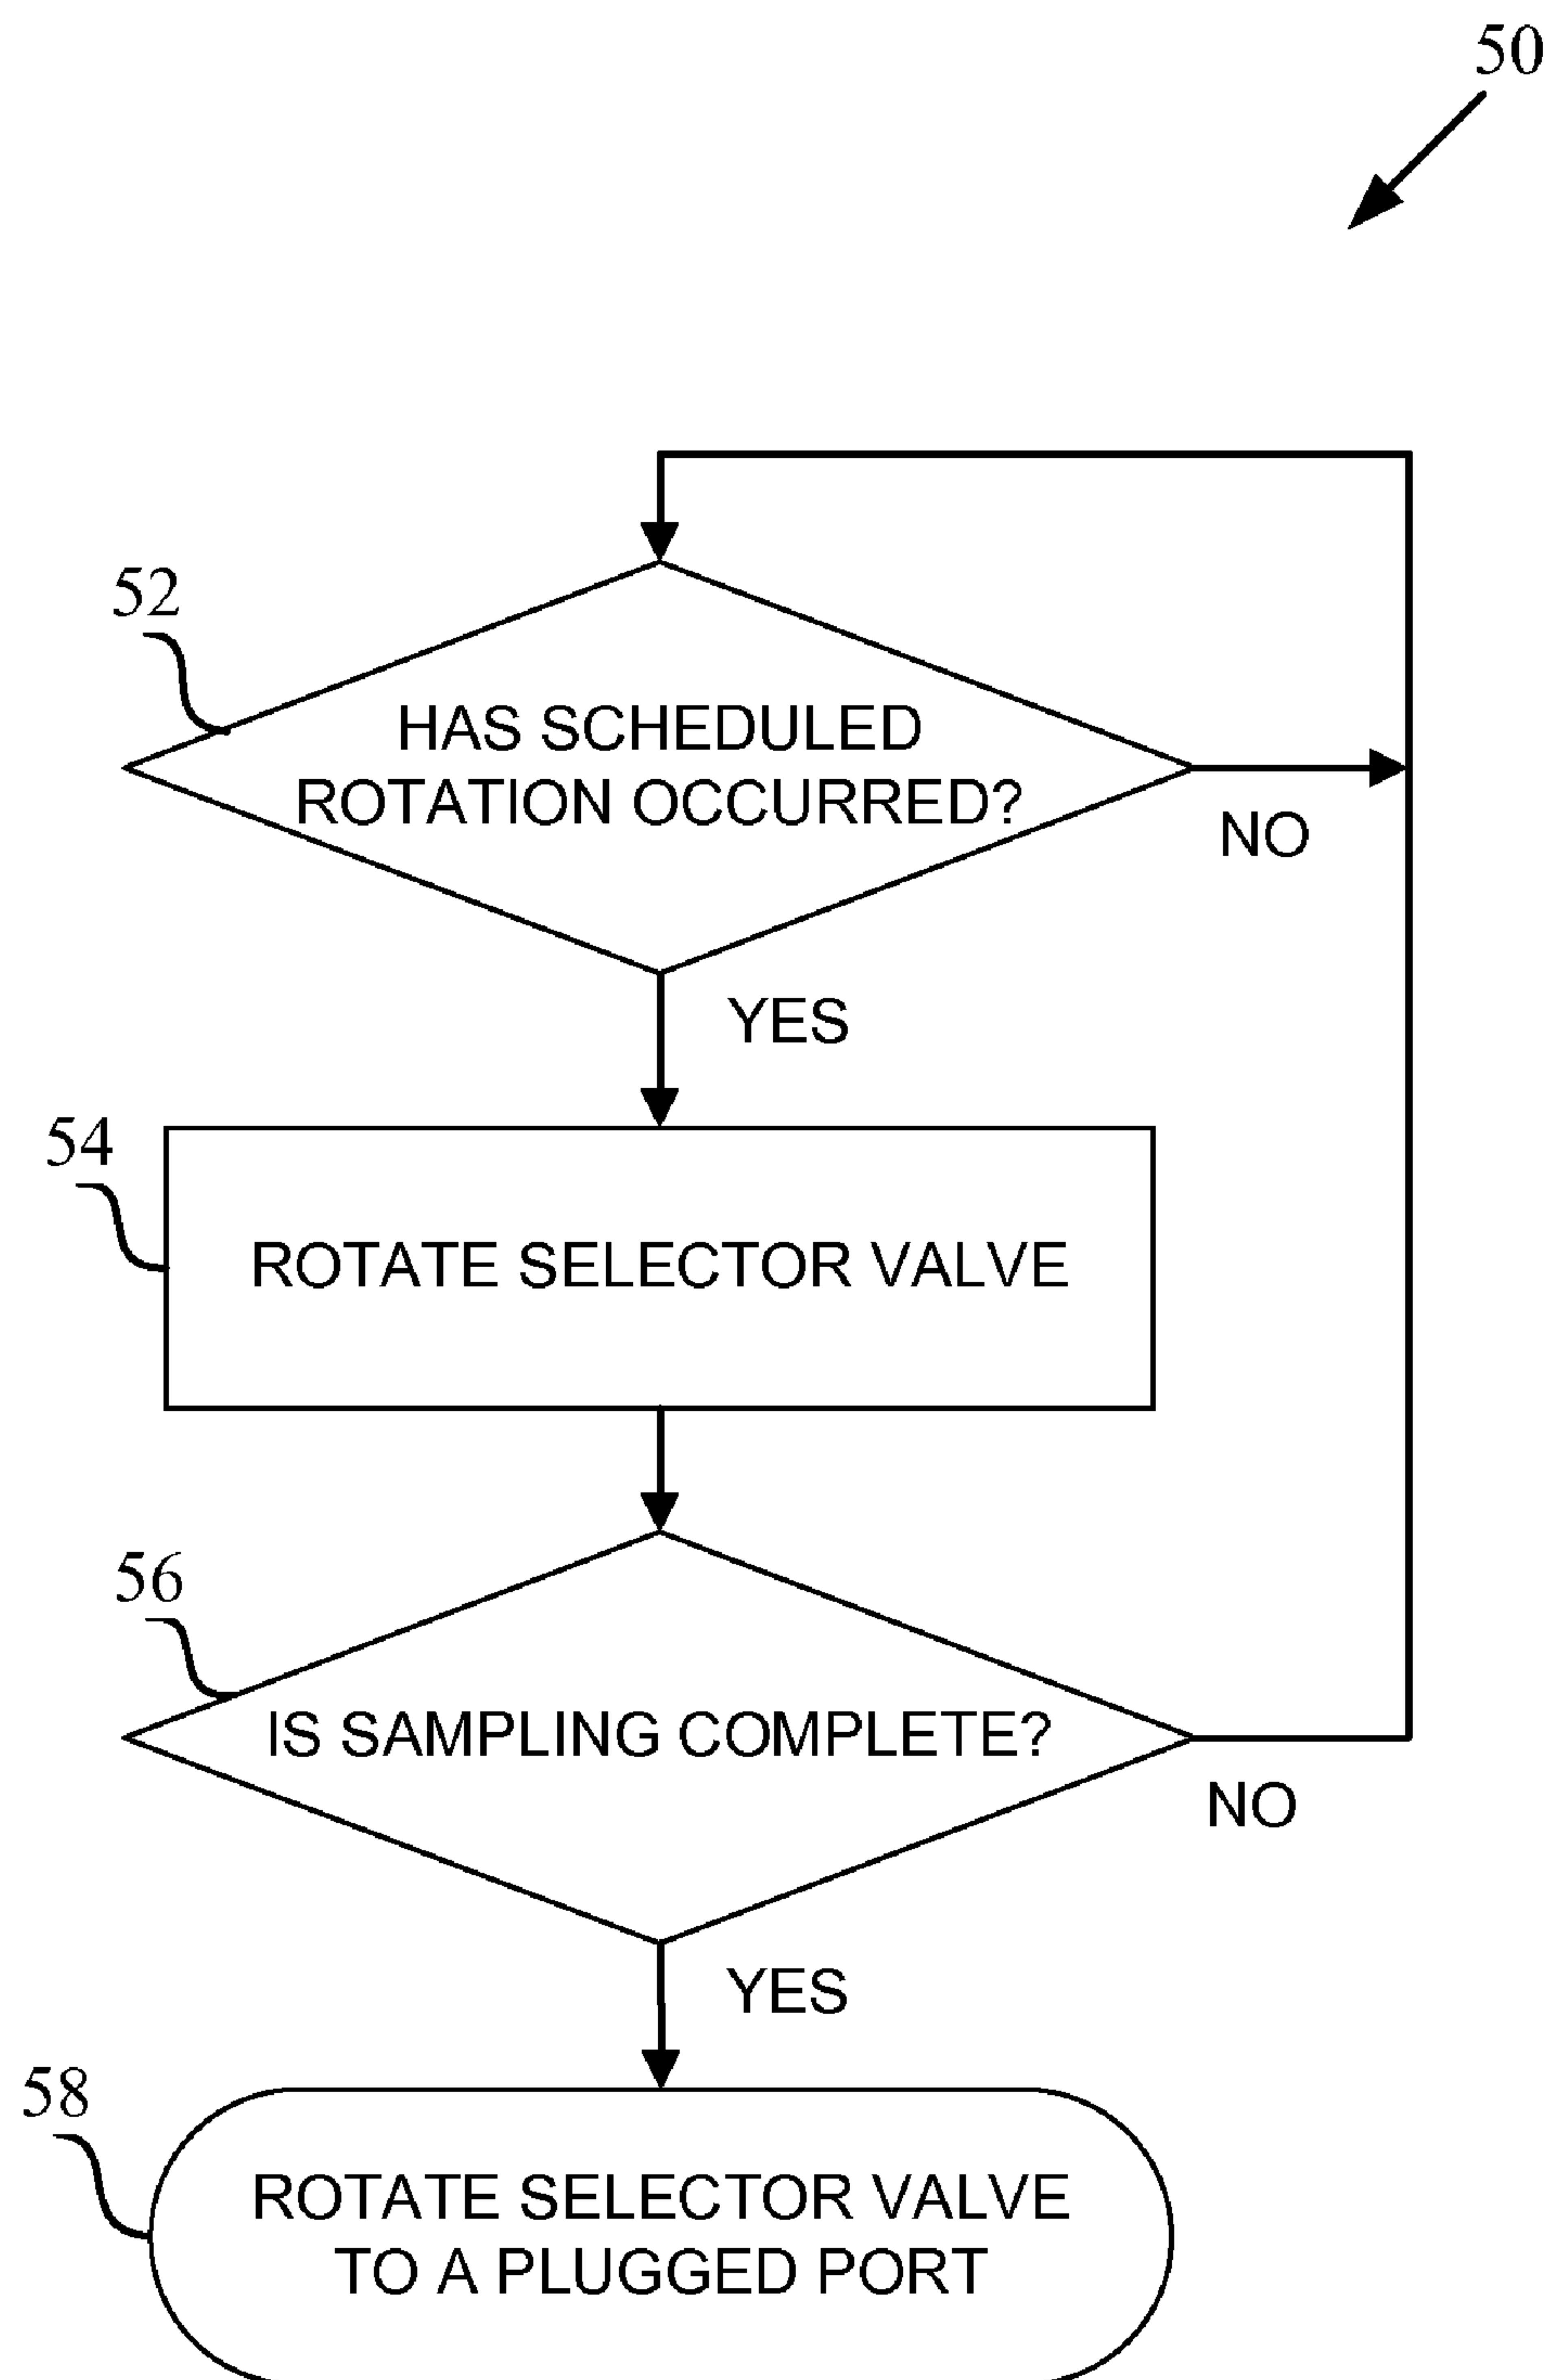 50
52
HAS SCHEDULED
ROTATION OCCURRED?
NO
YES
54
ROTATE SELECTOR VALVE
56
IS SAMPLING COMPLETE?
NO
YES
58
ROTATE SELECTOR VALVE
TO A PLUGGED PORT